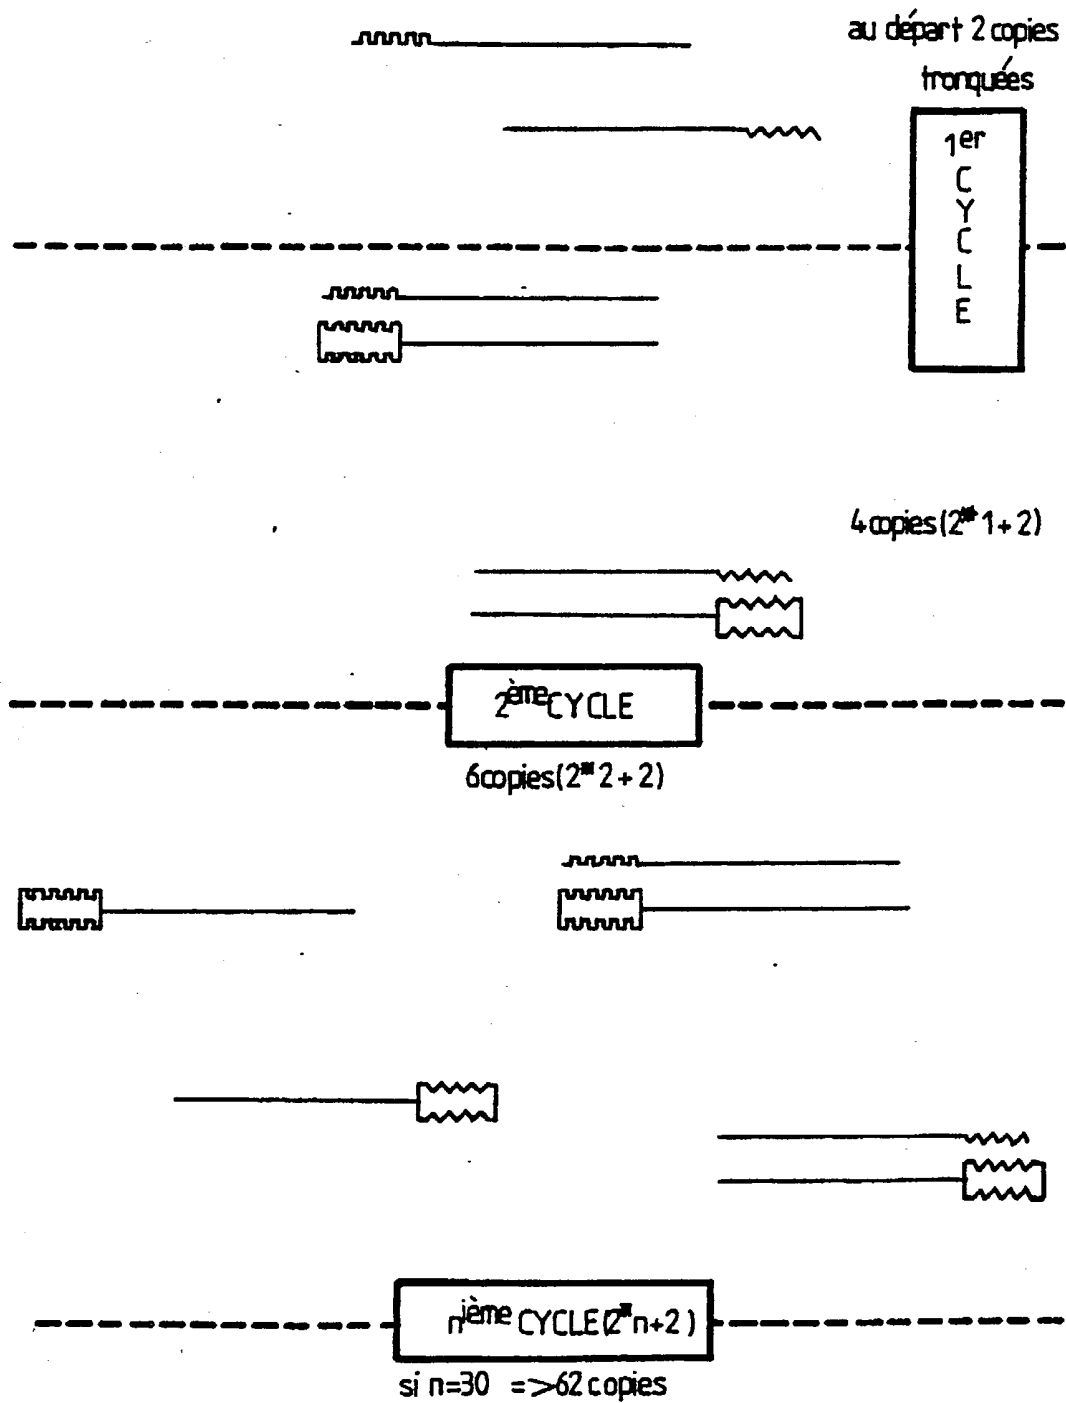 au départ 2 copies
tronquées
1er
CYCLE
4 copies (2* 1 + 2)
2ème CYCLE
6 copies (2* 2 + 2)
nième CYCLE (2* n+2)
si n=30 => 62 copies